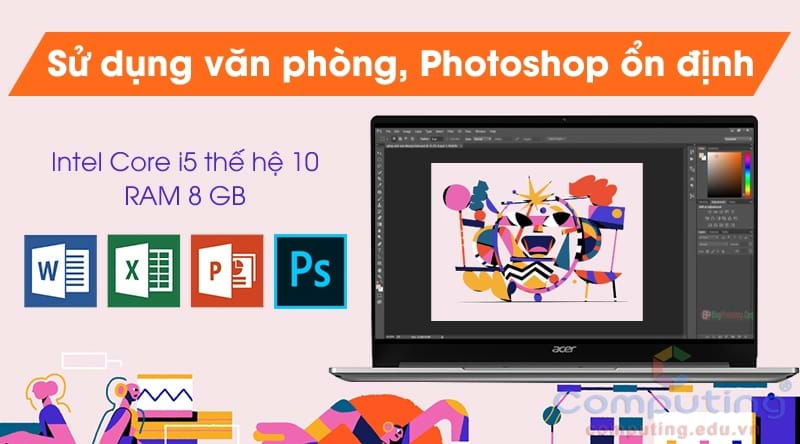 Sử dụng văn phòng, Photoshop ổn định
Intel Core i5 thế hệ 10
RAM 8 GB
W
X
P
Ps
acer
Computing®
computing.edu.vn